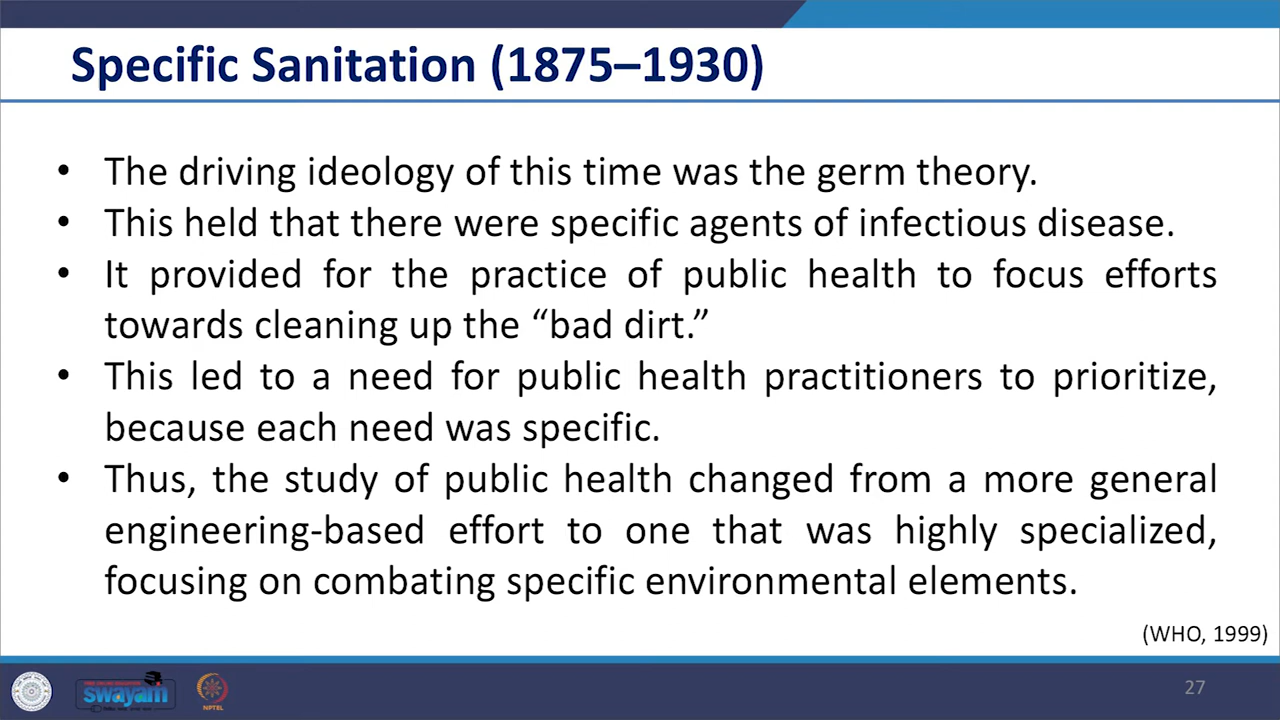 Specific Sanitation (1875–1930)
• The driving ideology of this time was the germ theory.
• This held that there were specific agents of infectious disease.
• It provided for the practice of public health to focus efforts
towards cleaning up the “bad dirt.”
• This led to a need for public health practitioners to prioritize,
because each need was specific.
• Thus, the study of public health changed from a more general
engineering-based effort to one that was highly specialized,
focusing on combating specific environmental elements.
(WHO, 1999)
swayam
NPTEL
27